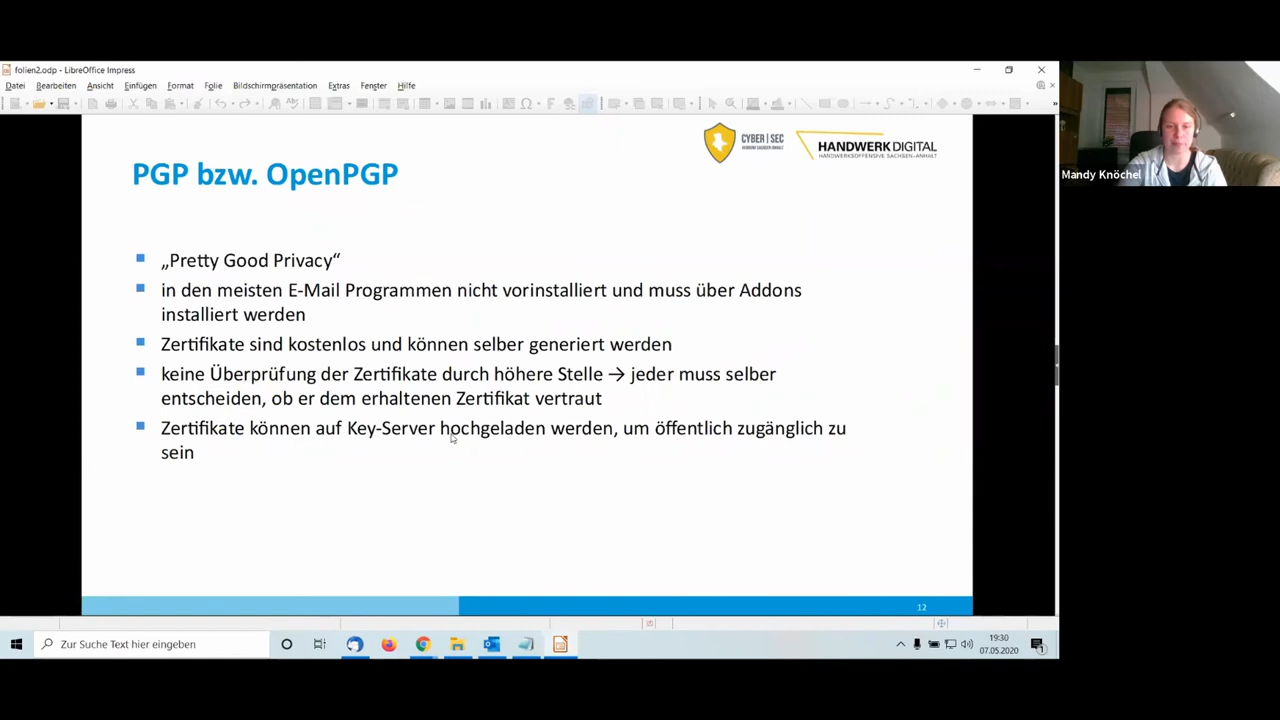 folien2.odp - LibreOffice Impress
Datei Bearbeiten Ansicht Einfügen Format Folie Bildschirmpräsentation Extras Fenster Hilfe
CYBER|SEC
HANDWERK DIGITAL
HANDWERKSOFFENSIVE SACHSEN-ANHALT
Mandy Knöchel
PGP bzw. OpenPGP
„Pretty Good Privacy“
in den meisten E-Mail Programmen nicht vorinstalliert und muss über Addons
installiert werden
Zertifikate sind kostenlos und können selber generiert werden
keine Überprüfung der Zertifikate durch höhere Stelle → jeder muss selber
entscheiden, ob er dem erhaltenen Zertifikat vertraut
Zertifikate können auf Key-Server hochgeladen werden, um öffentlich zugänglich zu
sein
12
Zur Suche Text hier eingeben
19:30
07.05.2020